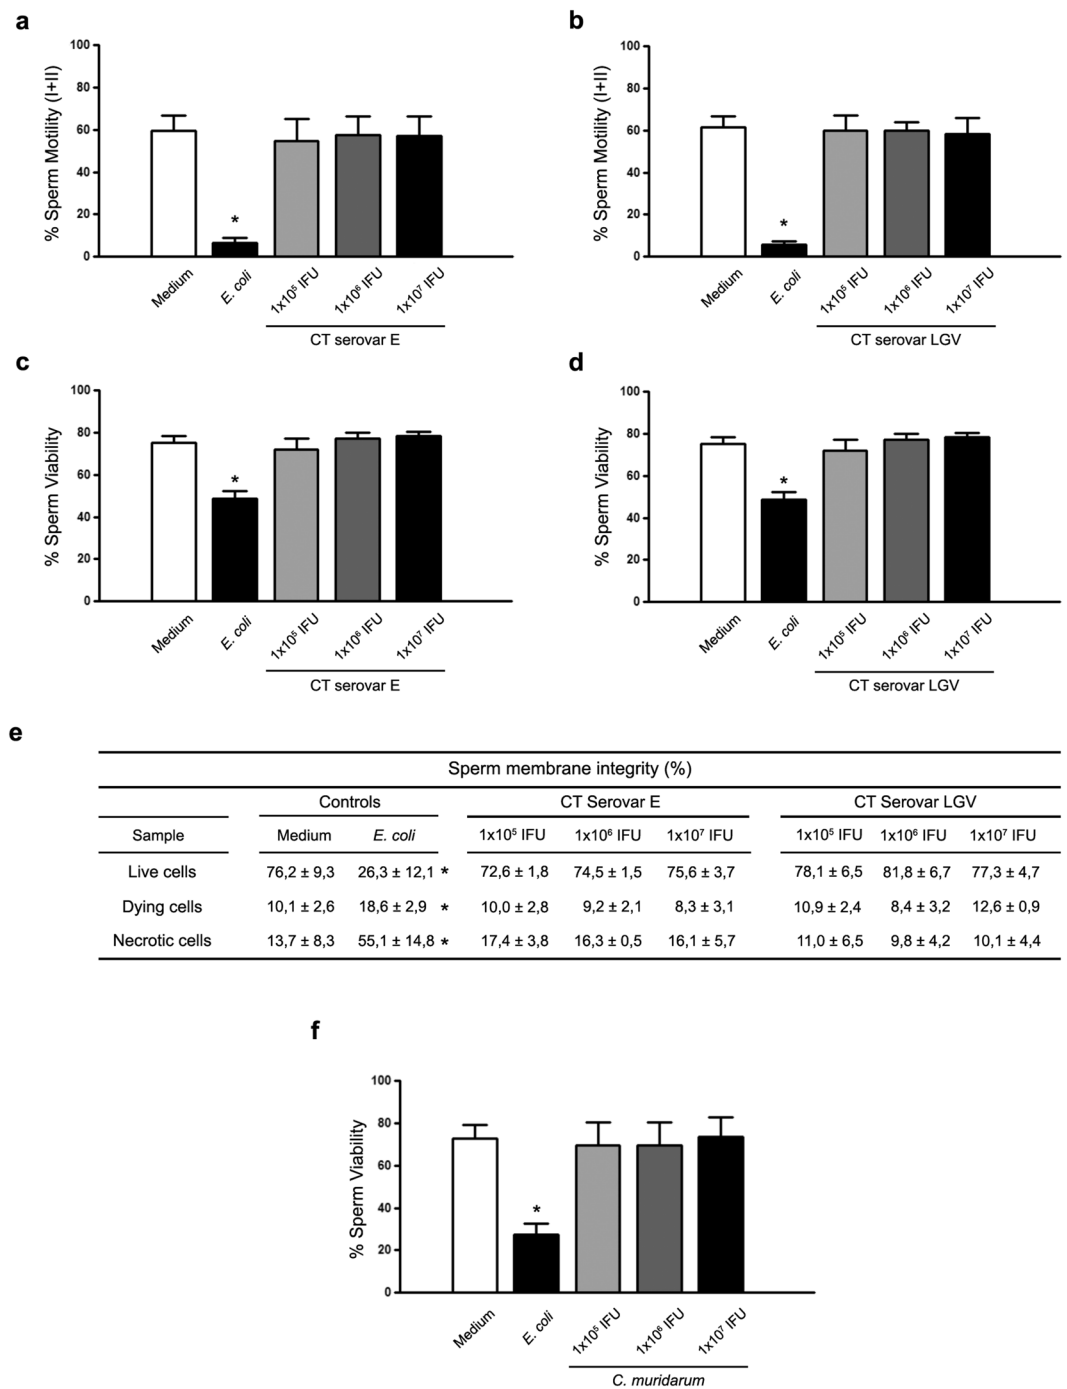 a
% Sperm Motility (I+II)
100
80
60
40
20
0
*
Medium
E. coli
1x10⁵ IFU
1x10⁶ IFU
1x10⁷ IFU
CT serovar E
b
% Sperm Motility (I+II)
100
80
60
40
20
0
*
Medium
E. coli
1x10⁵ IFU
1x10⁶ IFU
1x10⁷ IFU
CT serovar LGV
c
% Sperm Viability
100
80
60
40
20
0
*
Medium
E. coli
1x10⁵ IFU
1x10⁶ IFU
1x10⁷ IFU
CT serovar E
d
% Sperm Viability
100
80
60
40
20
0
*
Medium
E. coli
1x10⁵ IFU
1x10⁶ IFU
1x10⁷ IFU
CT serovar LGV
e
Sperm membrane integrity (%)
Controls CT Serovar E CT Serovar LGV
Sample Medium E. coli 1x10⁵ IFU 1x10⁶ IFU 1x10⁷ IFU 1x10⁵ IFU 1x10⁶ IFU 1x10⁷ IFU
Live cells 76,2 ± 9,3 26,3 ± 12,1 * 72,6 ± 1,8 74,5 ± 1,5 75,6 ± 3,7 78,1 ± 6,5 81,8 ± 6,7 77,3 ± 4,7
Dying cells 10,1 ± 2,6 18,6 ± 2,9 * 10,0 ± 2,8 9,2 ± 2,1 8,3 ± 3,1 10,9 ± 2,4 8,4 ± 3,2 12,6 ± 0,9
Necrotic cells 13,7 ± 8,3 55,1 ± 14,8 * 17,4 ± 3,8 16,3 ± 0,5 16,1 ± 5,7 11,0 ± 6,5 9,8 ± 4,2 10,1 ± 4,4
f
% Sperm Viability
100
80
60
40
20
0
*
Medium
E. coli
1x10⁵ IFU
1x10⁶ IFU
1x10⁷ IFU
C. muridarum